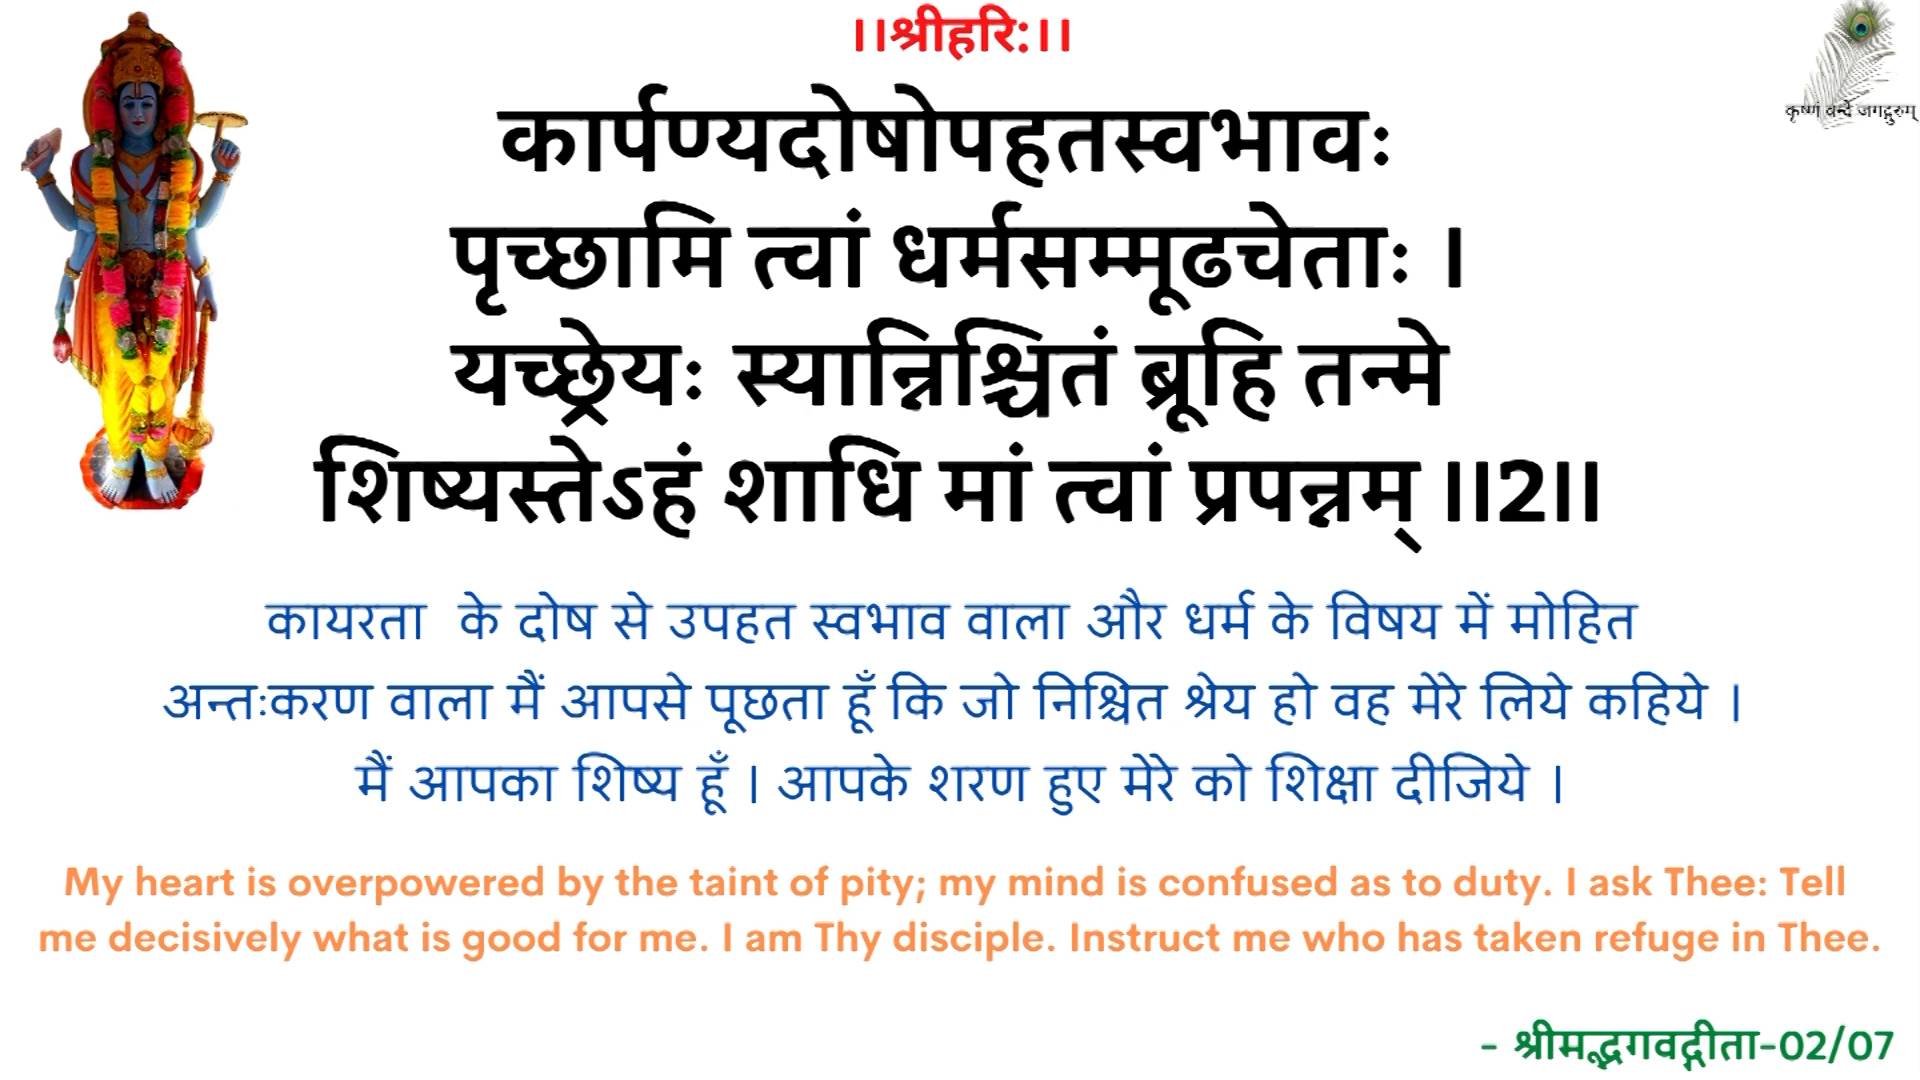 ।।श्रीहरि:।।
कृष्णं वन्दे जगद्गुरुम्
कार्पण्यदोषोपहतस्वभावः
पृच्छामि त्वां धर्मसम्मूढचेताः ।
यच्छ्रेयः स्यान्निश्चितं ब्रूहि तन्मे
शिष्यस्तेऽहं शाधि मां त्वां प्रपन्नम् ।।2।।
कायरता के दोष से उपहत स्वभाव वाला और धर्म के विषय में मोहित
अन्तःकरण वाला मैं आपसे पूछता हूँ कि जो निश्चित श्रेय हो वह मेरे लिये कहिये ।
मैं आपका शिष्य हूँ । आपके शरण हुए मेरे को शिक्षा दीजिये ।
My heart is overpowered by the taint of pity; my mind is confused as to duty. I ask Thee: Tell
me decisively what is good for me. I am Thy disciple. Instruct me who has taken refuge in Thee.
- श्रीमद्भगवद्गीता-02/07